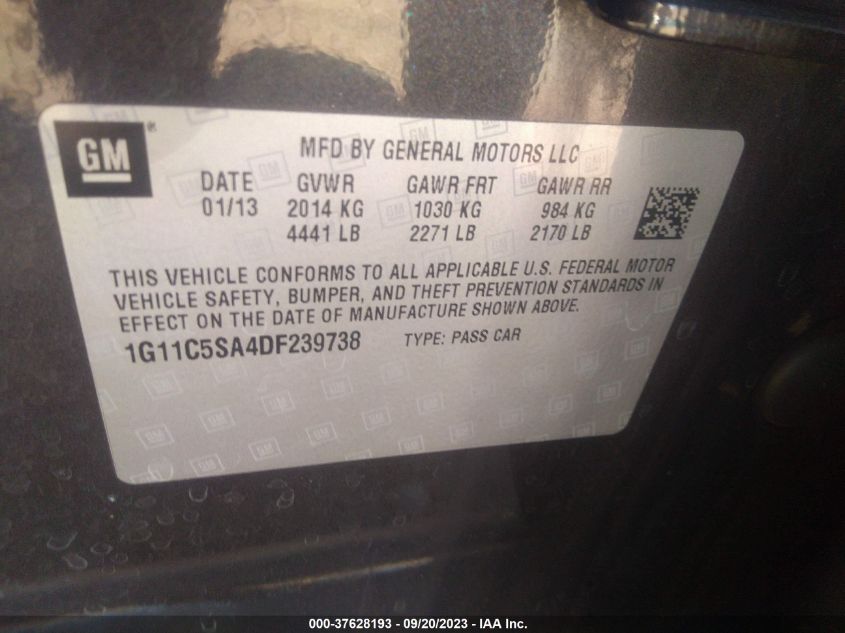 GM ®
MFD BY GENERAL MOTORS LLC
DATE GVWR GAWR FRT GAWR RR
01/13 2014 KG 1030 KG 984 KG
4441 LB 2271 LB 2170 LB
THIS VEHICLE CONFORMS TO ALL APPLICABLE U.S. FEDERAL MOTOR
VEHICLE SAFETY, BUMPER, AND THEFT PREVENTION STANDARDS IN
EFFECT ON THE DATE OF MANUFACTURE SHOWN ABOVE.
1G11C5SA4DF239738 TYPE: PASS CAR
000-37628193 - 09/20/2023 - IAA Inc.